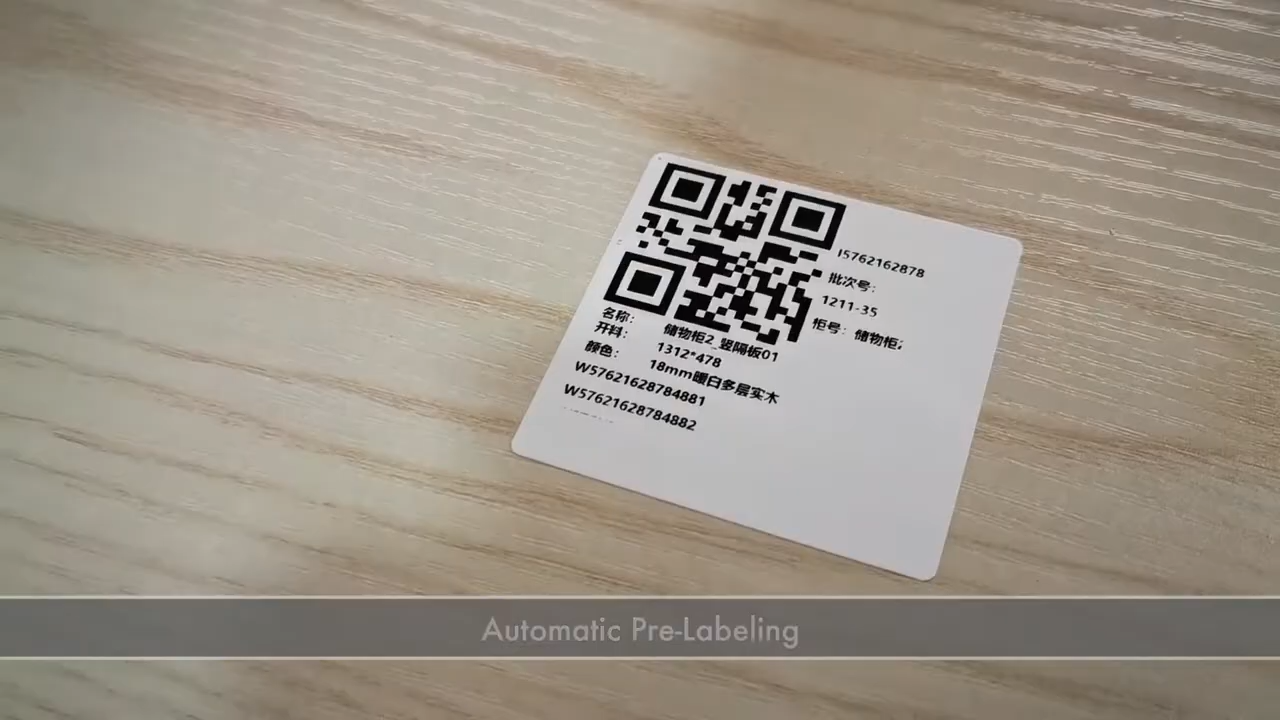 I5762162878
批次号:
1211-35
柜号: 储物柜
名称: 储物柜2_竖隔板01
开料: 1312*478
颜色: 18mm暖白多层实木
W57621628784881
W57621628784882
Automatic Pre-Labeling